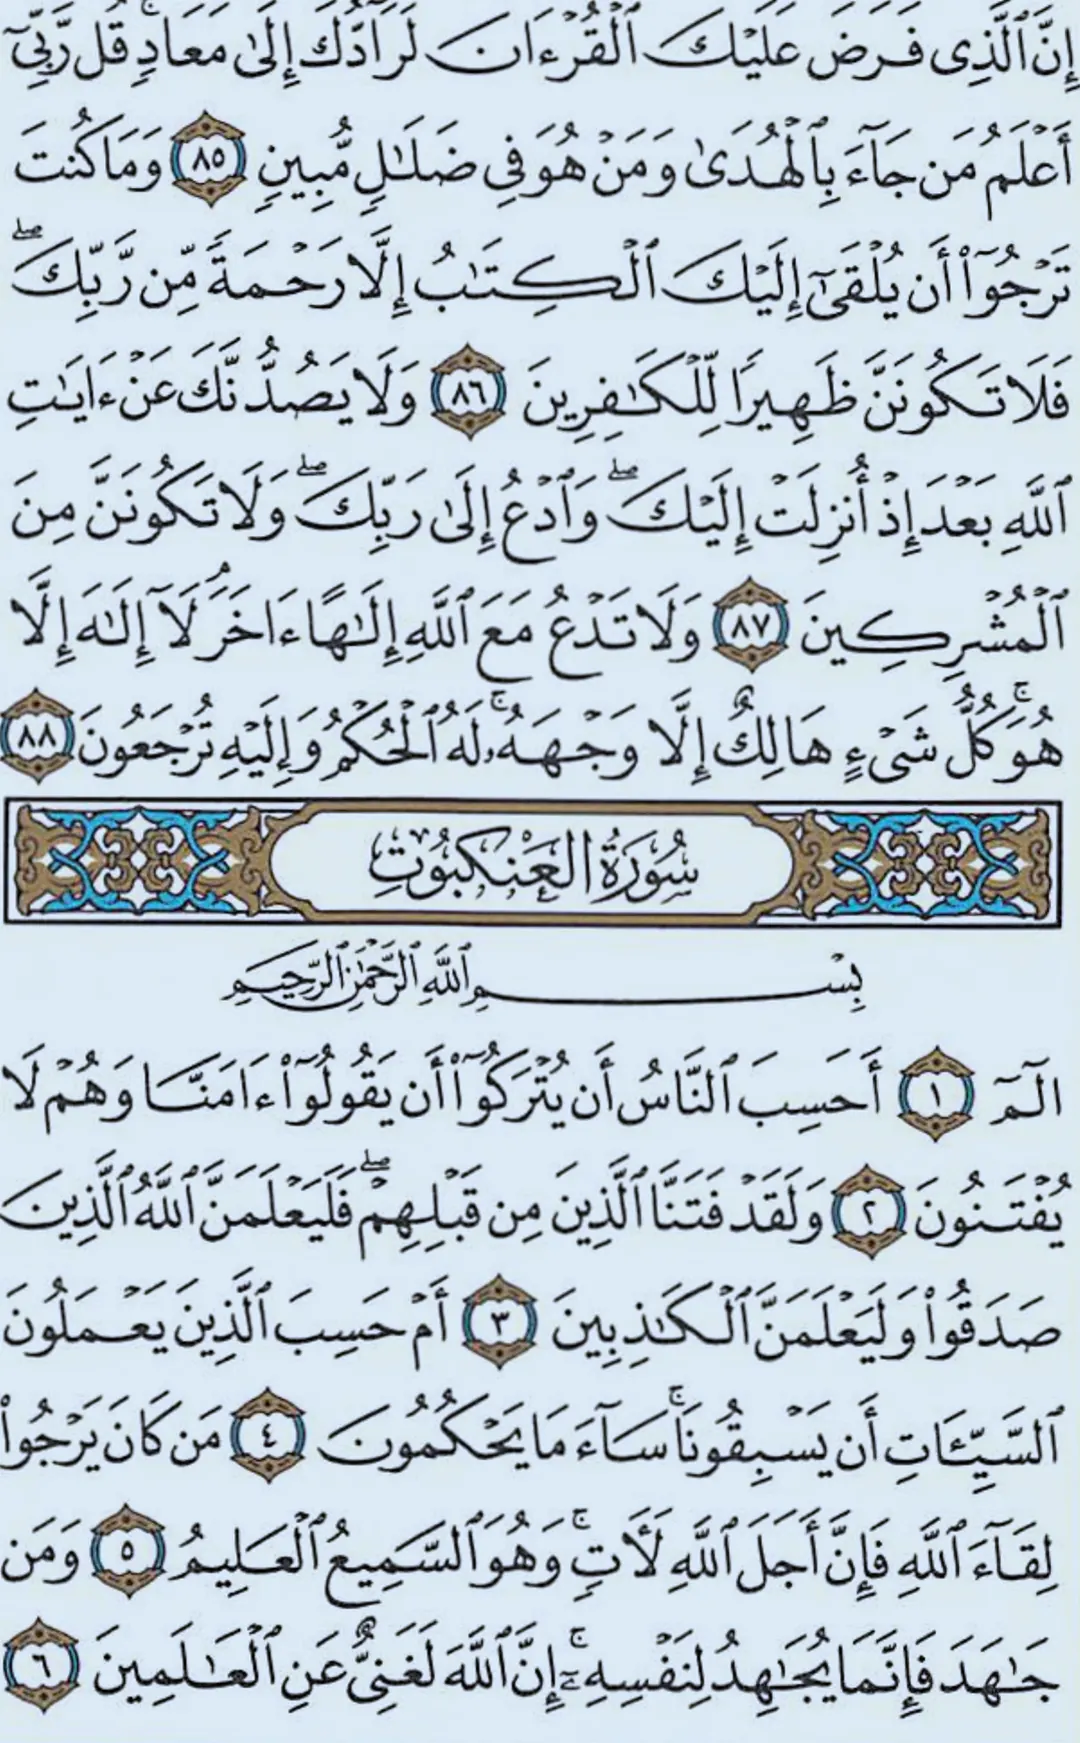 إِنَّ ٱلَّذِى فَرَضَ عَلَيْكَ ٱلْقُرْءَانَ لَرَآدُّكَ إِلَىٰ مَعَادٍۚ قُل رَّبِّىٓ
أَعْلَمُ مَن جَآءَ بِٱلْهُدَىٰ وَمَنْ هُوَ فِى ضَلَـٰلٍ مُّبِينٍ ٨٥ وَمَا كُنتَ
تَرْجُوٓا۟ أَن يُلْقَىٰٓ إِلَيْكَ ٱلْكِتَـٰبُ إِلَّا رَحْمَةً مِّن رَّبِّكَۖ
فَلَا تَكُونَنَّ ظَهِيرًا لِّلْكَـٰفِرِينَ ٨٦ وَلَا يَصُدُّنَّكَ عَنْ ءَايَـٰتِ
ٱللَّهِ بَعْدَ إِذْ أُنزِلَتْ إِلَيْكَۖ وَٱدْعُ إِلَىٰ رَبِّكَۖ وَلَا تَكُونَنَّ مِنَ
ٱلْمُشْرِكِينَ ٨٧ وَلَا تَدْعُ مَعَ ٱللَّهِ إِلَـٰهًا ءَاخَرَۘ لَآ إِلَـٰهَ إِلَّا
هُوَۚ كُلُّ شَىْءٍ هَالِكٌ إِلَّا وَجْهَهُۥۚ لَهُ ٱلْحُكْمُ وَإِلَيْهِ تُرْجَعُونَ ٨٨
سُورَةُ العَنكَبُوتِ
بِسْمِ ٱللَّهِ ٱلرَّحْمَـٰنِ ٱلرَّحِيمِ
الٓمٓ ١ أَحَسِبَ ٱلنَّاسُ أَن يُتْرَكُوٓا۟ أَن يَقُولُوٓا۟ ءَامَنَّا وَهُمْ لَا
يُفْتَنُونَ ٢ وَلَقَدْ فَتَنَّا ٱلَّذِينَ مِن قَبْلِهِمْۖ فَلَيَعْلَمَنَّ ٱللَّهُ ٱلَّذِينَ
صَدَقُوا۟ وَلَيَعْلَمَنَّ ٱلْكَـٰذِبِينَ ٣ أَمْ حَسِبَ ٱلَّذِينَ يَعْمَلُونَ
ٱلسَّيِّـَٔاتِ أَن يَسْبِقُونَاۚ سَآءَ مَا يَحْكُمُونَ ٤ مَن كَانَ يَرْجُوا۟
لِقَآءَ ٱللَّهِ فَإِنَّ أَجَلَ ٱللَّهِ لَـَٔاتٍۚ وَهُوَ ٱلسَّمِيعُ ٱلْعَلِيمُ ٥ وَمَن
جَـٰهَدَ فَإِنَّمَا يُجَـٰهِدُ لِنَفْسِهِۦٓۚ إِنَّ ٱللَّهَ لَغَنِىٌّ عَنِ ٱلْعَـٰلَمِينَ ٦